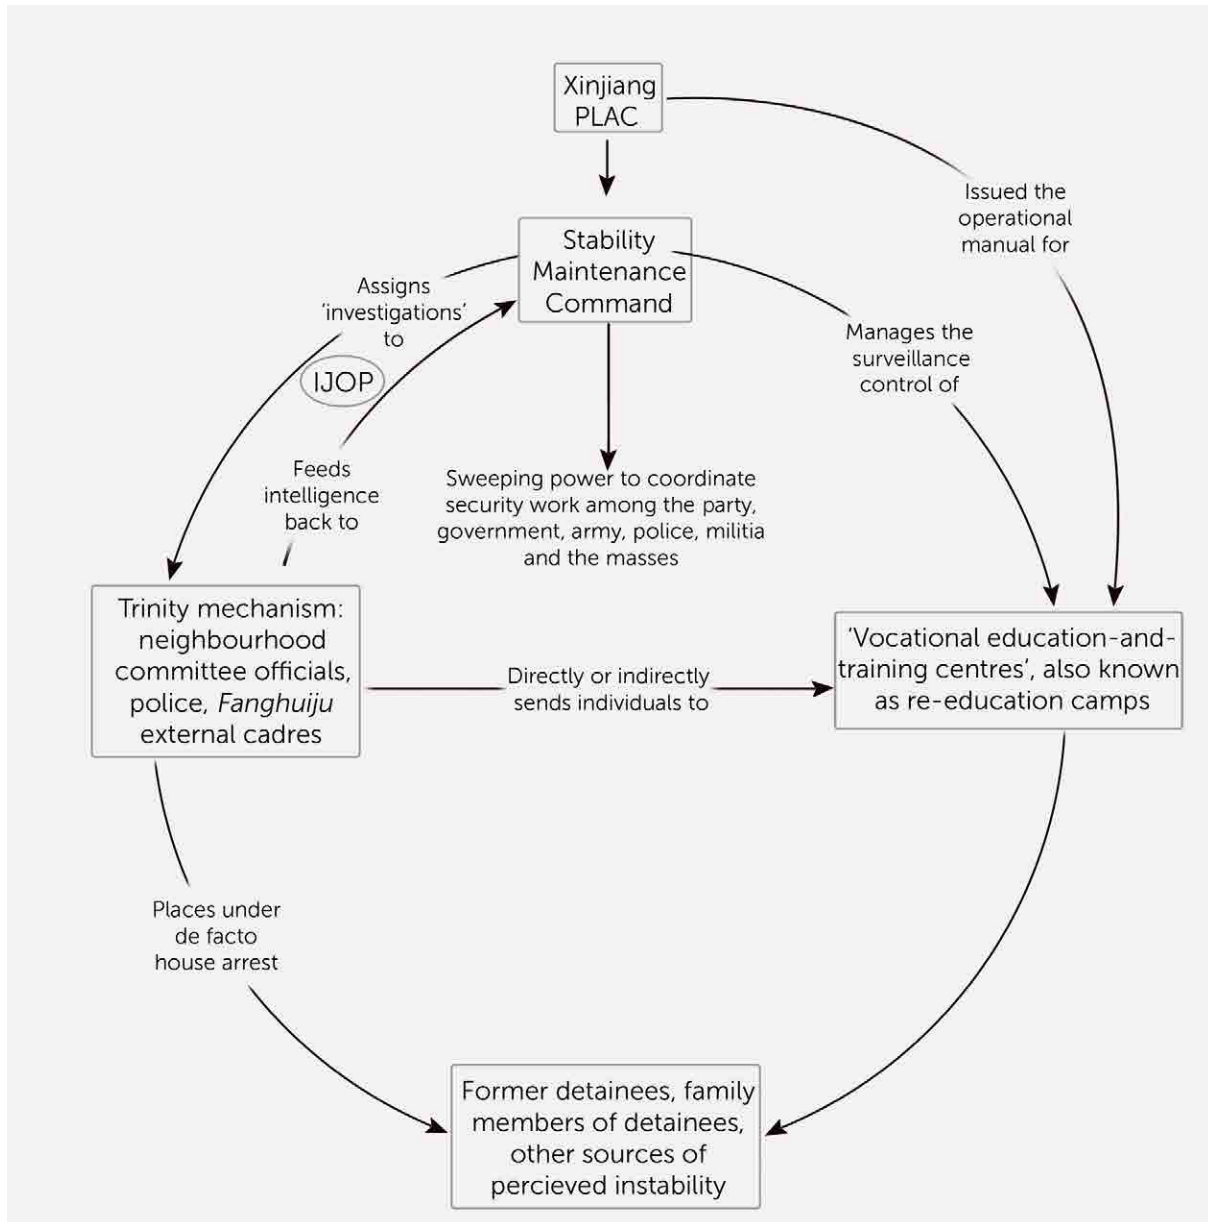 Xinjiang
PLAC
Issued the
operational
manual for
Stability
Maintenance
Command
Assigns
'investigations'
to
IJOP
Manages the
surveillance
control of
Feeds
intelligence
back to
Sweeping power to coordinate
security work among the party,
government, army, police, militia
and the masses
Trinity mechanism:
neighbourhood
committee officials,
police, Fanghuiju
external cadres
Directly or indirectly
sends individuals to
'Vocational education-and-
training centres', also known
as re-education camps
Places under
de facto
house arrest
Former detainees, family
members of detainees,
other sources of
percieved instability